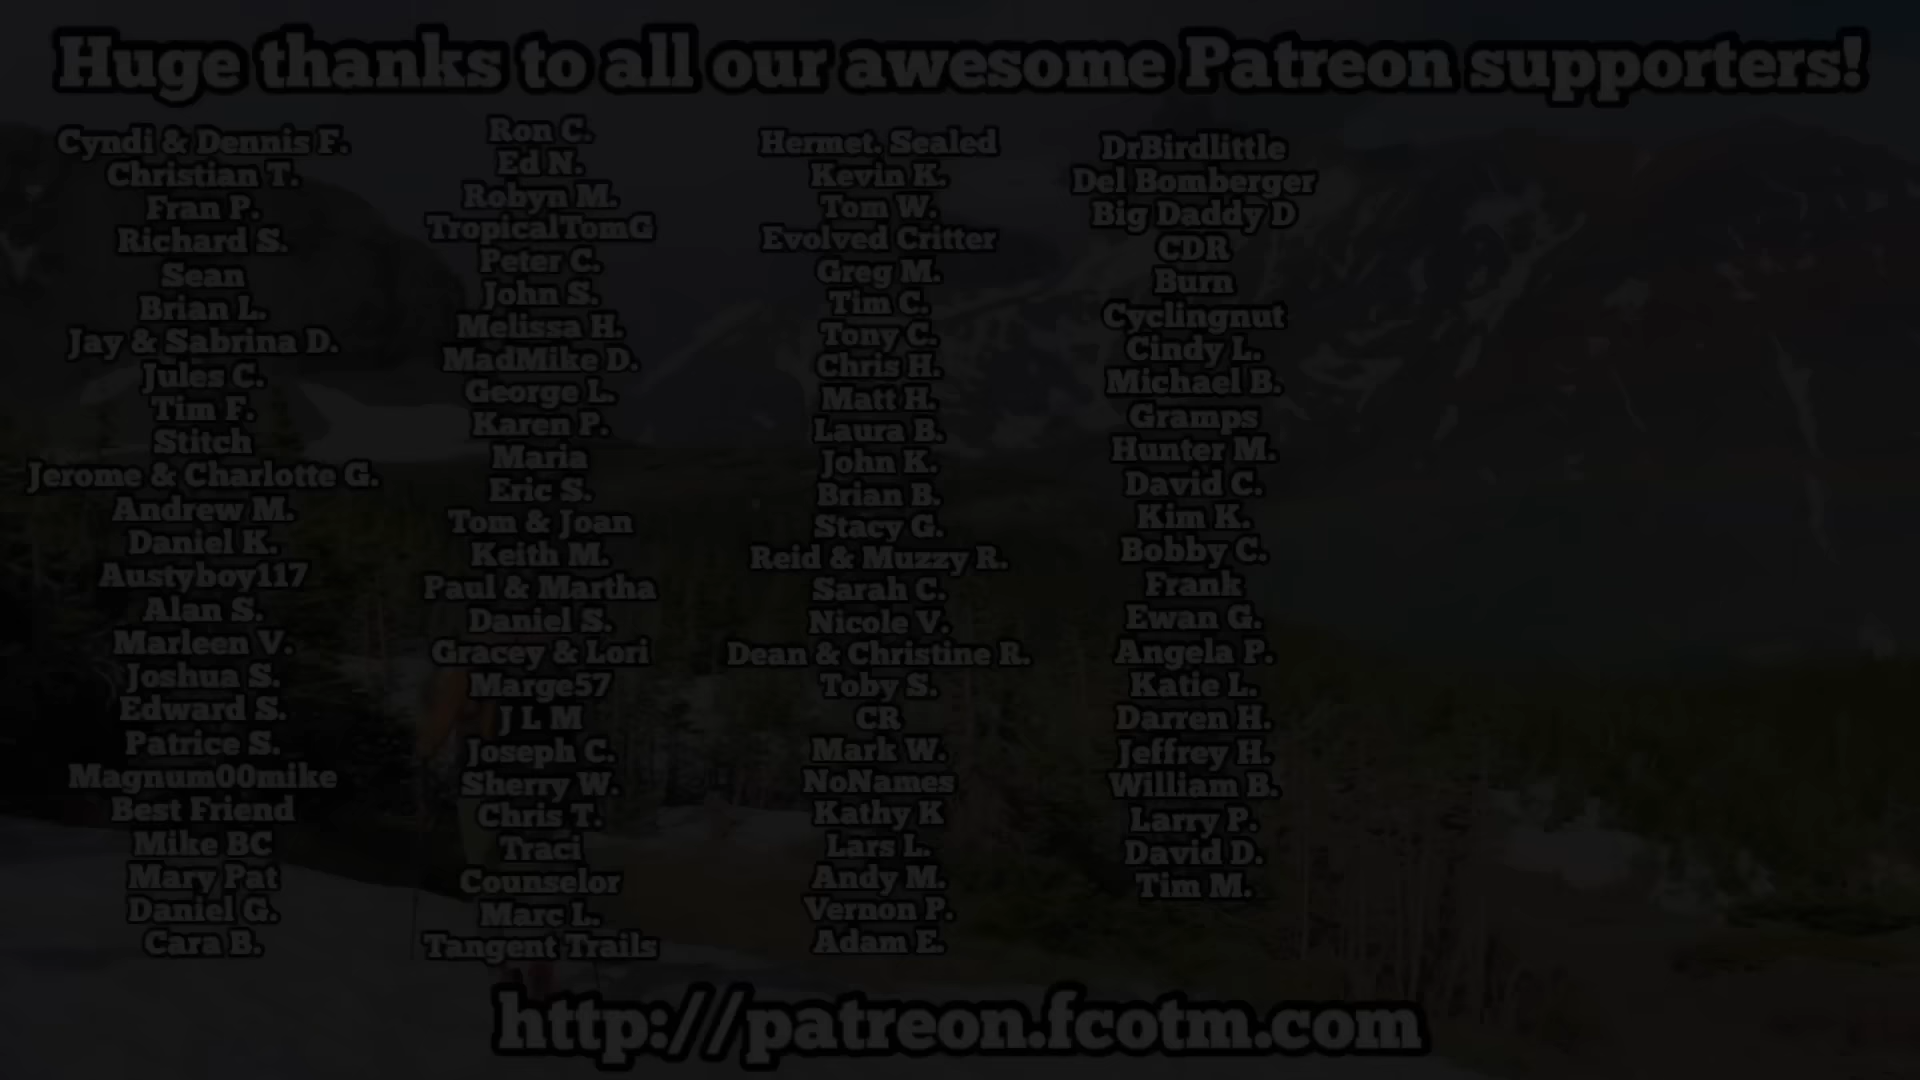 Huge thanks to all our awesome Patreon supporters!
Cyndi & Dennis F.
Christian T.
Fran P.
Richard S.
Sean
Brian L.
Jay & Sabrina D.
Jules C.
Tim F.
Stitch
Jerome & Charlotte G.
Andrew M.
Daniel K.
Austyboy117
Alan S.
Marleen V.
Joshua S.
Edward S.
Patrice S.
Magnum00mike
Best Friend
Mike BC
Mary Pat
Daniel G.
Cara B.
Ron C.
Ed N.
Robyn M.
TropicalTomG
Peter C.
John S.
Melissa H.
MadMike D.
George L.
Karen P.
Maria
Eric S.
Tom & Joan
Keith M.
Paul & Martha
Daniel S.
Gracey & Lori
Marge57
J L M
Joseph C.
Sherry W.
Chris T.
Traci
Counselor
Marc L.
Tangent Trails
Hermet. Sealed
Kevin K.
Tom W.
Evolved Critter
Greg M.
Tim C.
Tony C.
Chris H.
Matt H.
Laura B.
John K.
Brian B.
Stacy G.
Reid & Muzzy R.
Sarah C.
Nicole V.
Dean & Christine R.
Toby S.
CR
Mark W.
NoNames
Kathy K
Lars L.
Andy M.
Vernon P.
Adam E.
DrBirdlittle
Del Bomberger
Big Daddy D
CDR
Burn
Cyclingnut
Cindy L.
Michael B.
Gramps
Hunter M.
David C.
Kim K.
Bobby C.
Frank
Ewan G.
Angela P.
Katie L.
Darren H.
Jeffrey H.
William B.
Larry P.
David D.
Tim M.
http://patreon.fcotm.com